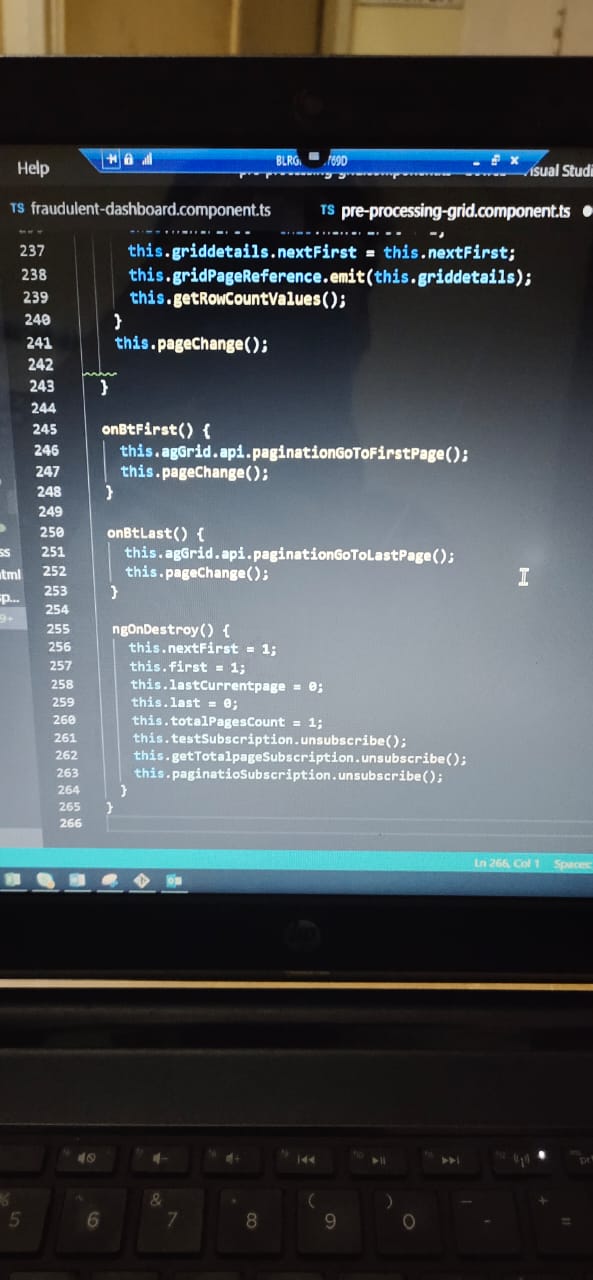 Help
BLRG
769D
isual Studi
TS fraudulent-dashboard.component.ts
TS pre-processing-grid.component.ts
237 this.griddetails.nextFirst = this.nextFirst;
238 this.gridPageReference.emit(this.griddetails);
239 this.getRowCountValues();
240 }
241 this.pageChange();
242
243 }
244
245 onBtFirst() {
246 this.agGrid.api.paginationGoToFirstPage();
247 this.pageChange();
248 }
249
250 onBtLast() {
251 this.agGrid.api.paginationGoToLastPage();
252 this.pageChange();
253 }
254
255 ngOnDestroy() {
256 this.nextFirst = 1;
257 this.first = 1;
258 this.lastCurrentpage = 0;
259 this.last = 0;
260 this.totalPagesCount = 1;
261 this.testSubscription.unsubscribe();
262 this.getTotalpageSubscription.unsubscribe();
263 this.paginatioSubscription.unsubscribe();
264 }
265 }
266
ss
tml
p...
9+
Ln 266, Col 1 Spaces:
% & * ( ) _ +
5 6 7 8 9 0 - =